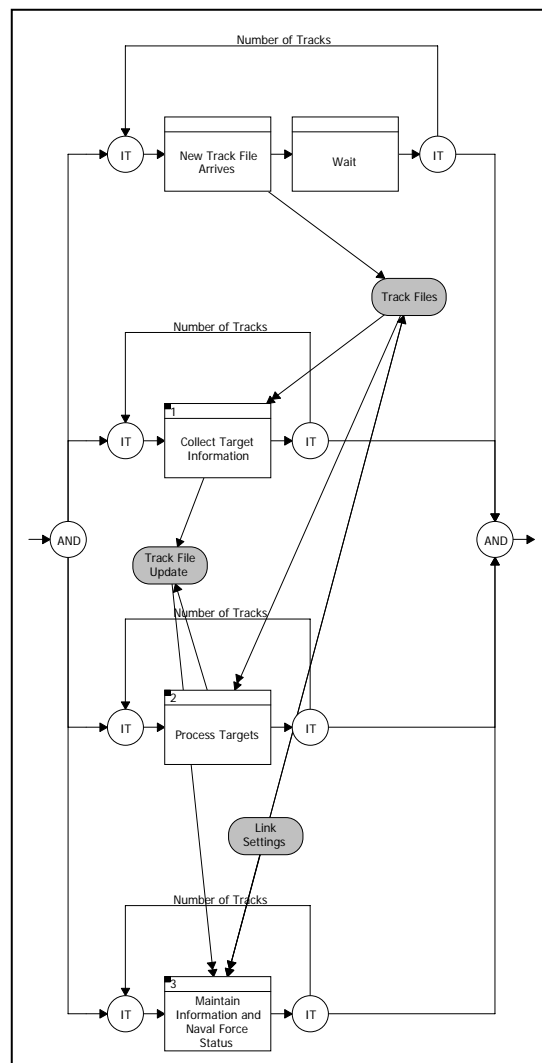 Number of Tracks
IT
New Track File
Arrives
Wait
IT
Track Files
Number of Tracks
1
IT
Collect Target
Information
IT
AND
AND
Track File
Update
Number of Tracks
2
IT
Process Targets
IT
Link
Settings
Number of Tracks
3
IT
Maintain
Information and
Naval Force
Status
IT